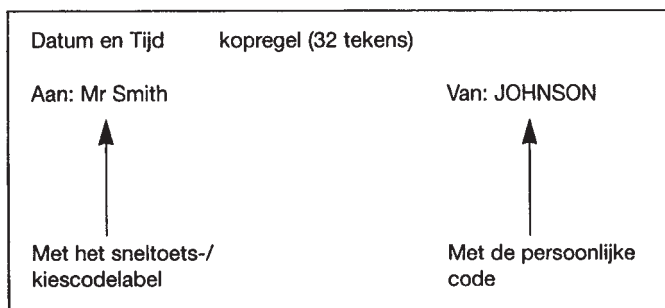 Datum en Tijd kopregel (32 tekens)
Aan: Mr Smith Van: JOHNSON
Met het sneltoets-/
kiescodelabel
Met de persoonlijke
code